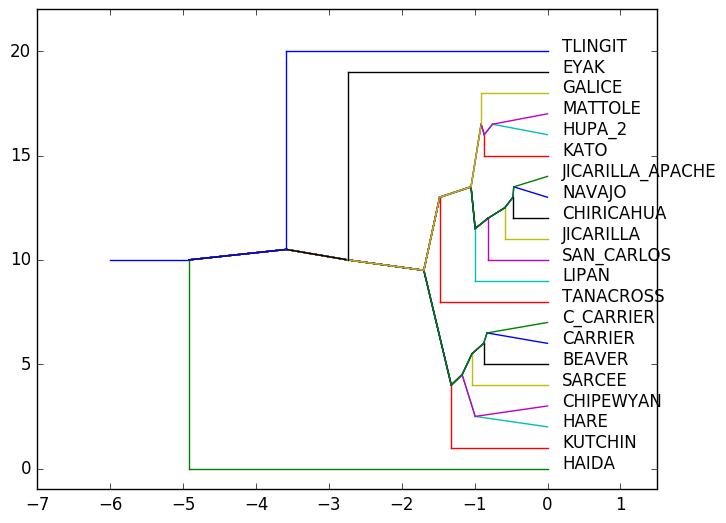 20
TLINGIT
EYAK
GALICE
MATTOLE
HUPA_2
15
KATO
JICARILLA_APACHE
NAVAJO
CHIRICAHUA
JICARILLA
10
SAN_CARLOS
LIPAN
TANACROSS
C_CARRIER
CARRIER
5
BEAVER
SARCEE
CHIPEWYAN
HARE
KUTCHIN
0
HAIDA
−7 −6 −5 −4 −3 −2 −1 0 1